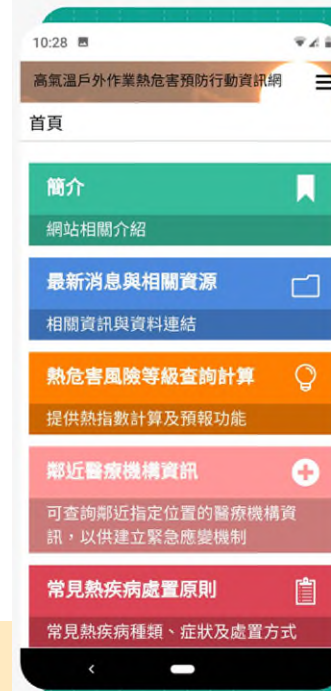 10:28
高氣溫戶外作業熱危害預防行動資訊網
首頁
簡介
網站相關介紹
最新消息與相關資源
相關資訊與資料連結
熱危害風險等級查詢計算
提供熱指數計算及預報功能
鄰近醫療機構資訊
可查詢鄰近指定位置的醫療機構資
訊，以供建立緊急應變機制
常見熱疾病處置原則
常見熱疾病種類、症狀及處置方式